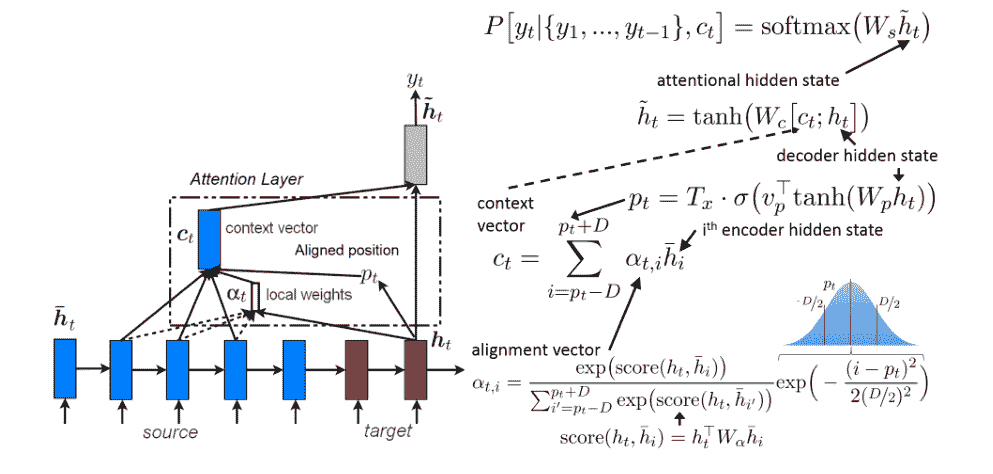 P[y_t|{y_1, ..., y_{t-1}}, c_t] = softmax(W_s h̃_t)
attentional hidden state
h̃_t = tanh(W_c[c_t; h_t])
decoder hidden state
p_t = T_x · σ(v_p^⊤ tanh(W_p h_t))
context
vector
i^th encoder hidden state
c_t = ∑_{i=p_t-D}^{p_t+D} α_{t,i} h̄_i
alignment vector
α_{t,i} = exp(score(h_t, h̄_i)) / ∑_{i'=p_t-D}^{p_t+D} exp(score(h_t, h̄_{i'})) exp(− (i − p_t)² / 2(D/2)²)
score(h_t, h̄_i) = h_t^⊤ W_α h̄_i
p_t
-D/2
D/2
y_t
h̃_t
Attention Layer
c_t
context vector
Aligned position
p_t
α_t
local weights
h̄_t
h_t
source
target